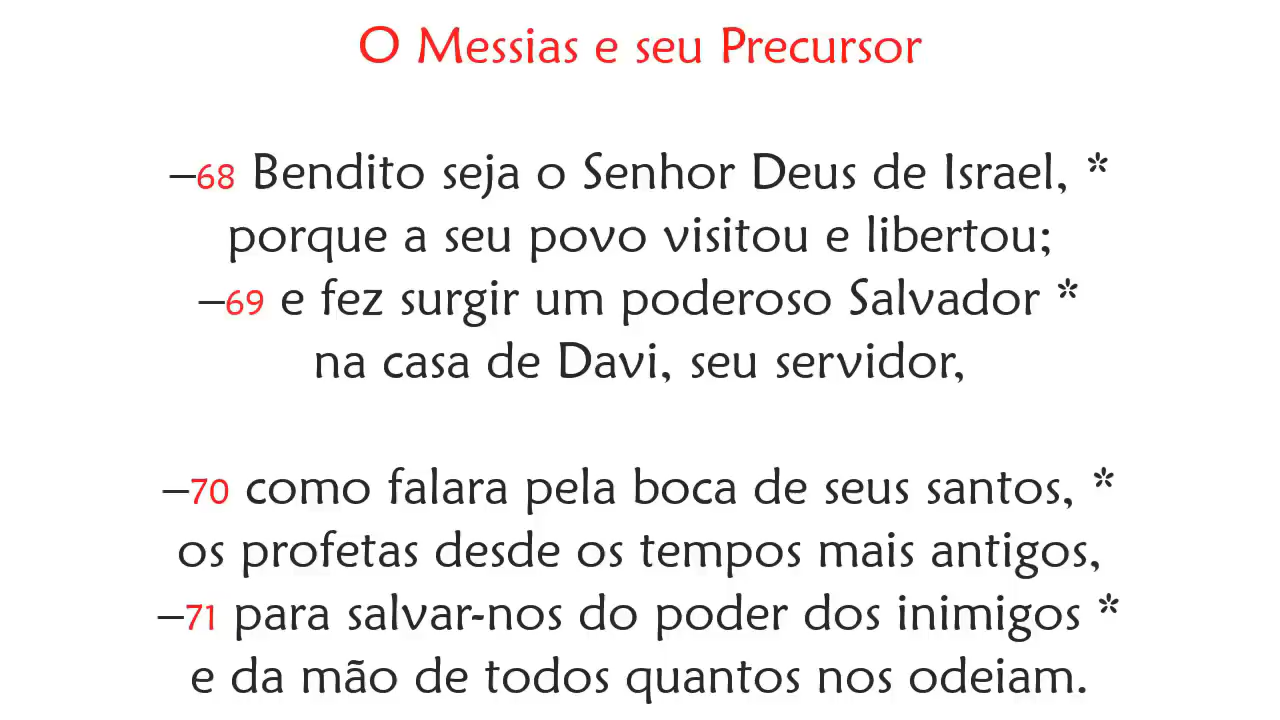 O Messias e seu Precursor
–68 Bendito seja o Senhor Deus de Israel, *
porque a seu povo visitou e libertou;
–69 e fez surgir um poderoso Salvador *
na casa de Davi, seu servidor,
–70 como falara pela boca de seus santos, *
os profetas desde os tempos mais antigos,
–71 para salvar-nos do poder dos inimigos *
e da mão de todos quantos nos odeiam.